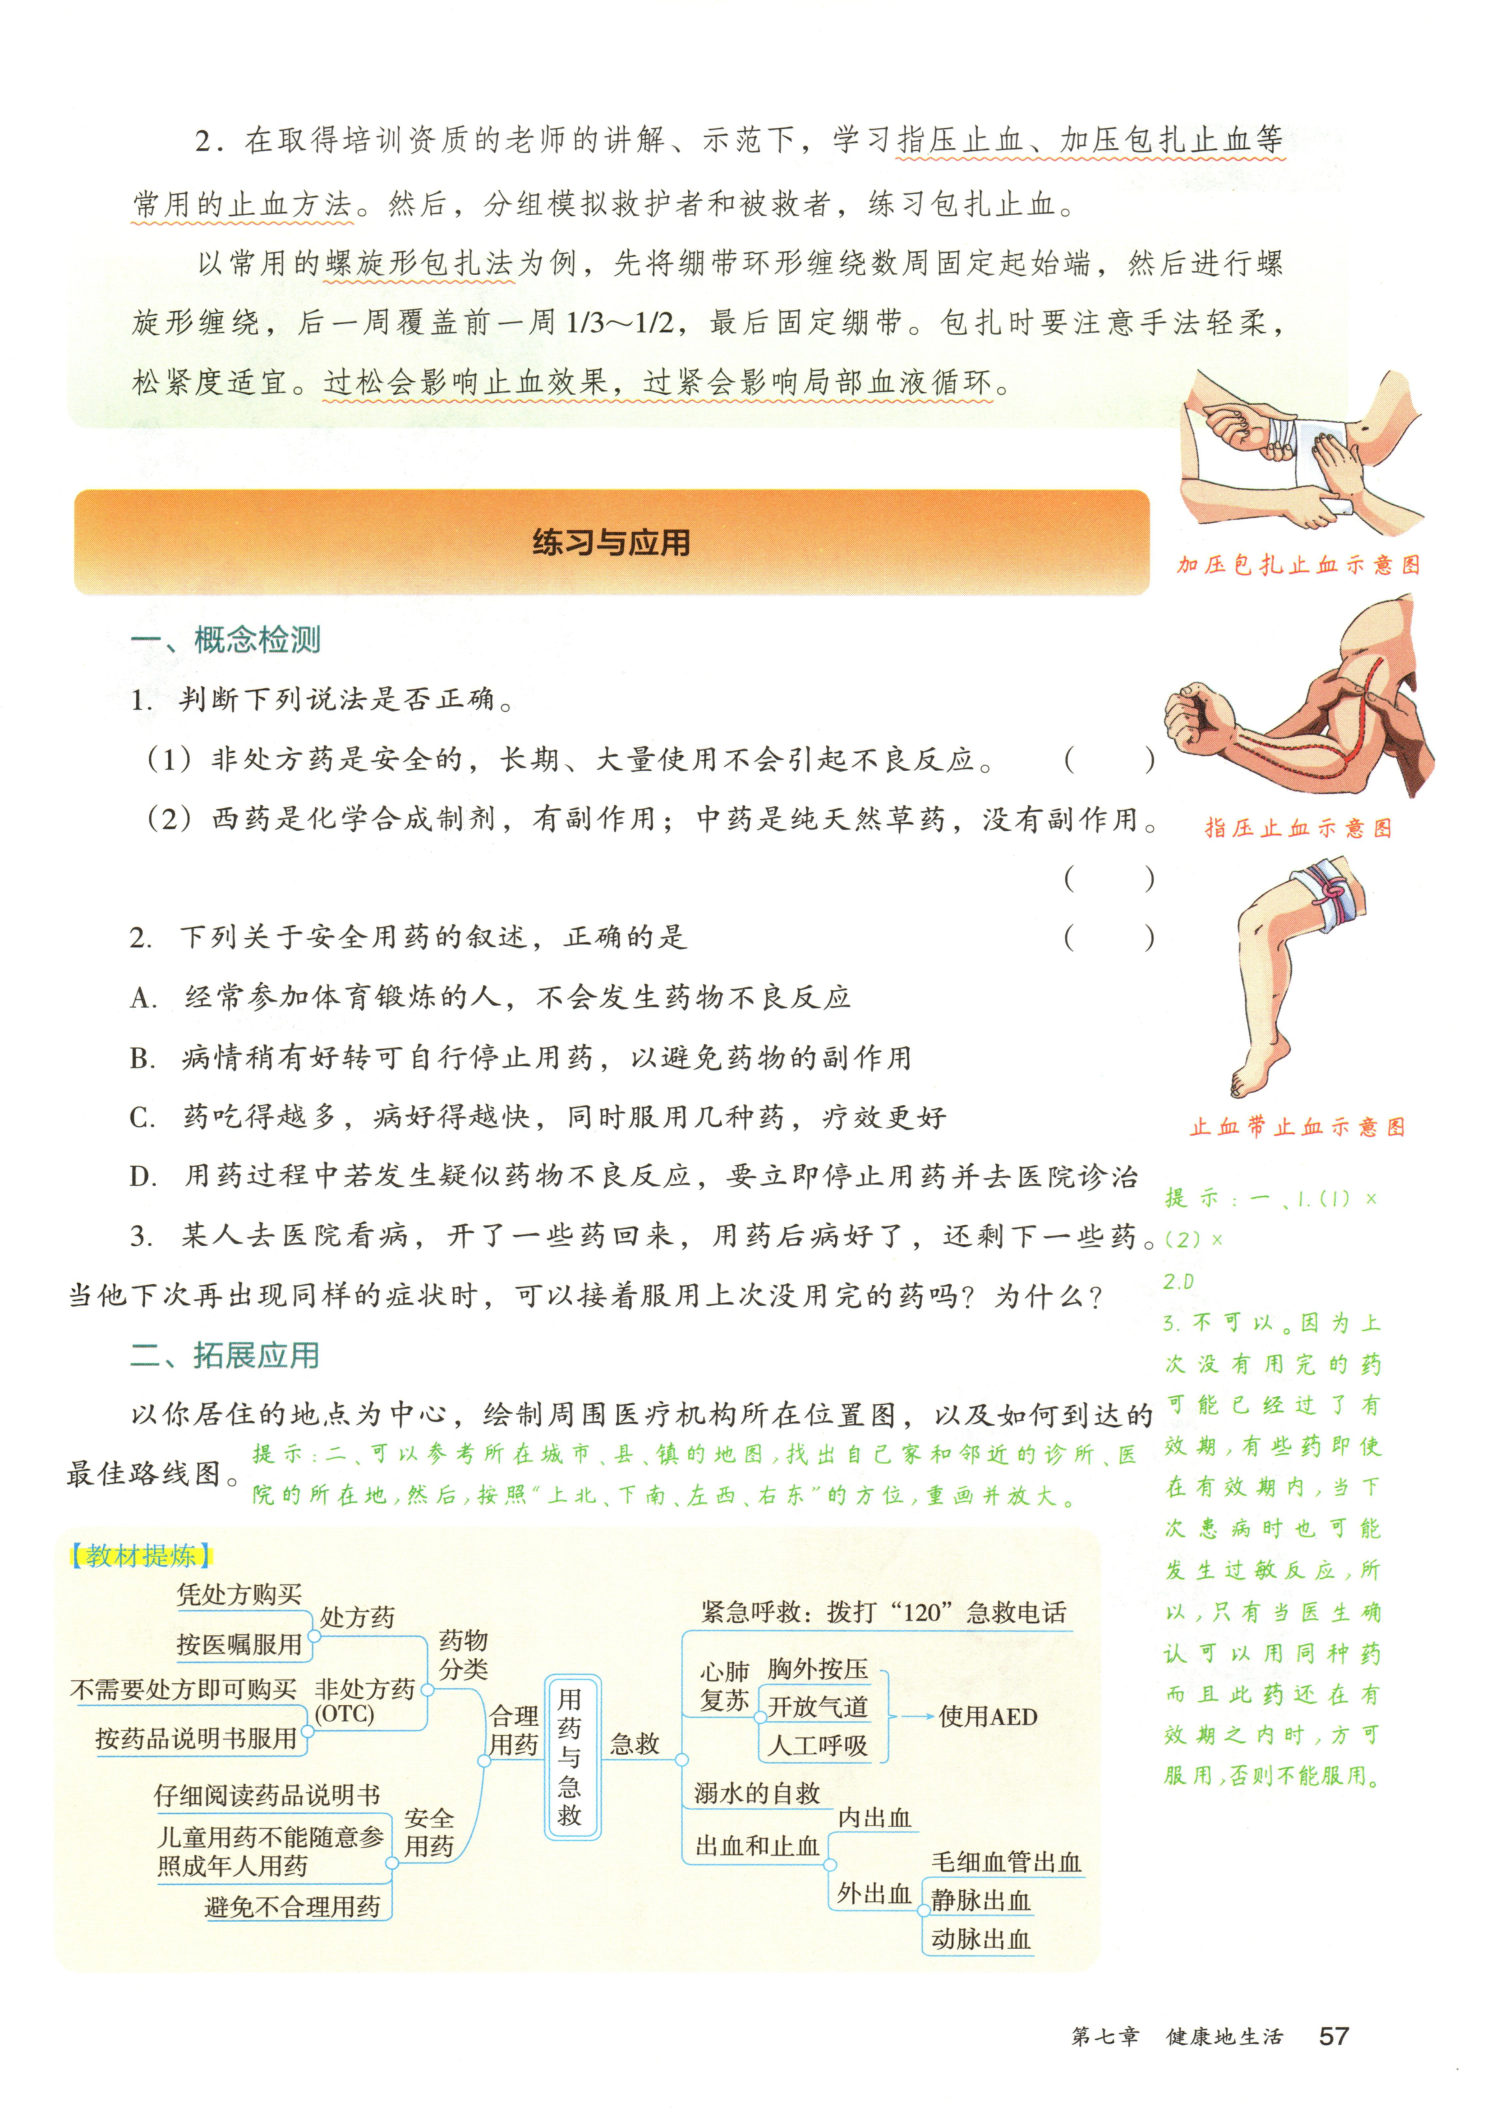 2. 在取得培训资质的老师的讲解、示范下，学习指压止血、加压包扎止血等
常用的止血方法。然后，分组模拟救护者和被救者，练习包扎止血。
以常用的螺旋形包扎法为例，先将绷带环形缠绕数周固定起始端，然后进行螺
旋形缠绕，后一周覆盖前一周1/3～1/2，最后固定绷带。包扎时要注意手法轻柔，
松紧度适宜。过松会影响止血效果，过紧会影响局部血液循环。
加压包扎止血示意图
练习与应用
一、概念检测
1. 判断下列说法是否正确。
（1）非处方药是安全的，长期、大量使用不会引起不良反应。 （ ）
（2）西药是化学合成制剂，有副作用；中药是纯天然草药，没有副作用。
（ ）
指压止血示意图
2. 下列关于安全用药的叙述，正确的是 （ ）
A. 经常参加体育锻炼的人，不会发生药物不良反应
B. 病情稍有好转可自行停止用药，以避免药物的副作用
C. 药吃得越多，病好得越快，同时服用几种药，疗效更好
D. 用药过程中若发生疑似药物不良反应，要立即停止用药并去医院诊治
止血带止血示意图
3. 某人去医院看病，开了一些药回来，用药后病好了，还剩下一些药。
当他下次再出现同样的症状时，可以接着服用上次没用完的药吗？为什么？
二、拓展应用
以你居住的地点为中心，绘制周围医疗机构所在位置图，以及如何到达的
最佳路线图。
提示：二、可以参考所在城市、县、镇的地图，找出自己家和邻近的诊所、医
院的所在地，然后，按照“上北、下南、左西、右东”的方位，重画并放大。
提示：一、1.(1) ×
(2) ×
2.D
3. 不可以。因为上
次没有用完的药
可能已经过了有
效期，有些药即使
在有效期内，当下
次患病时也可能
发生过敏反应，所
以，只有当医生确
认可以用同种药
而且此药还在有
效期之内时，方可
服用，否则不能服用。
【教材提炼】
凭处方购买
按医嘱服用
处方药
不需要处方即可购买
按药品说明书服用
非处方药
(OTC)
药物
分类
仔细阅读药品说明书
儿童用药不能随意参
照成年人用药
避免不合理用药
安全
用药
合理
用药
用药与急救
急救
紧急呼救：拨打“120”急救电话
心肺
复苏
胸外按压
开放气道
人工呼吸
使用AED
溺水的自救
出血和止血
内出血
外出血
毛细血管出血
静脉出血
动脉出血
第七章 健康地生活 57